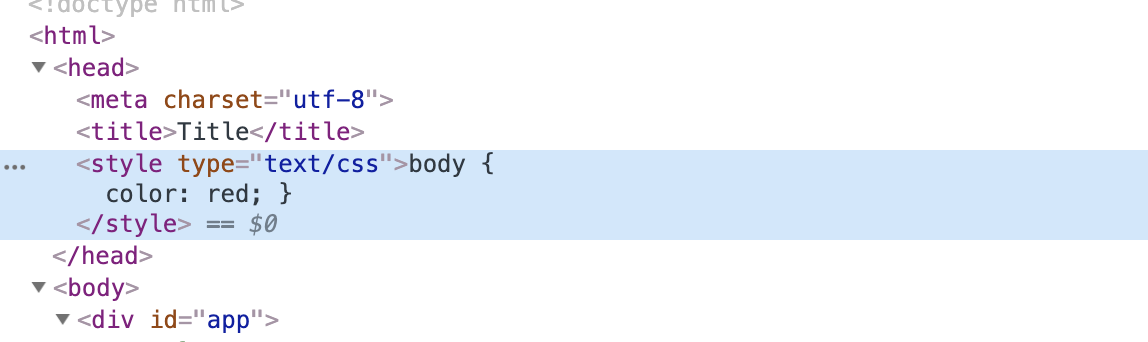 <!doctype html>
<html>
▼ <head>
<meta charset="utf-8">
<title>Title</title>
… <style type="text/css">body {
color: red; }
</style> == $0
</head>
▼ <body>
▼ <div id="app">